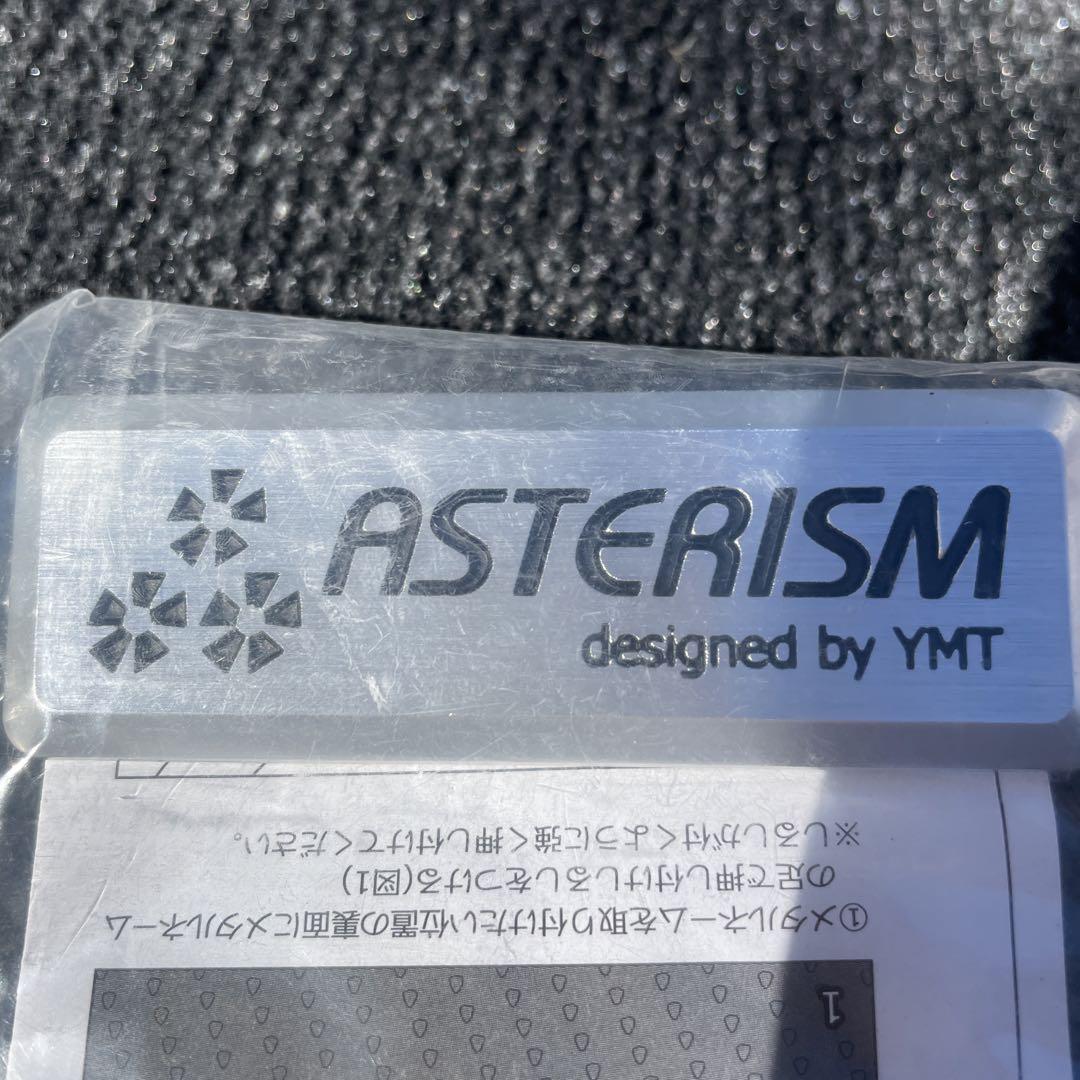 ASTERISM
designed by YMT
①メタルネームを取り付けたい位置の裏面にメタルネーム
の足で押し付けしるしをつける(図1)
※しるしが付くように強く押し付けてください。
1